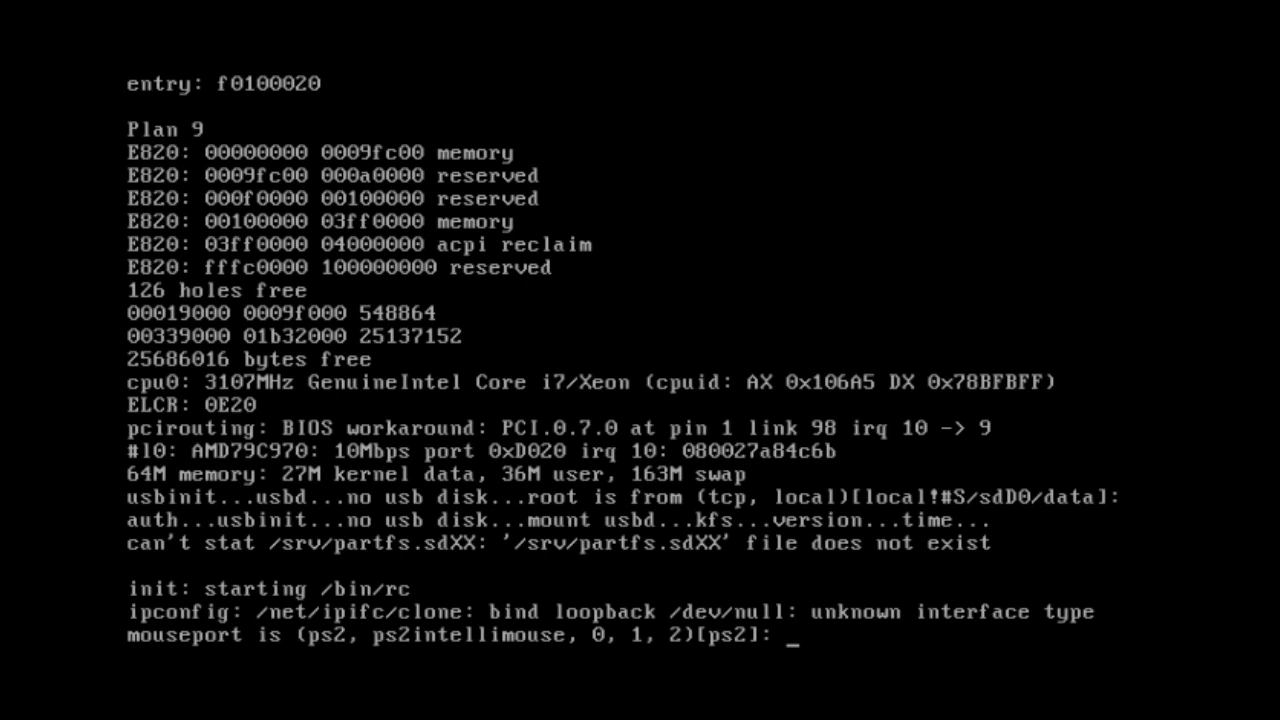 entry: f0100020
Plan 9
E820: 00000000 0009fc00 memory
E820: 0009fc00 000a0000 reserved
E820: 000f0000 00100000 reserved
E820: 00100000 03ff0000 memory
E820: 03ff0000 04000000 acpi reclaim
E820: fffc0000 100000000 reserved
126 holes free
00019000 0009f000 548864
00339000 01b32000 25137152
25686016 bytes free
cpu0: 3107MHz GenuineIntel Core i7/Xeon (cpuid: AX 0x106A5 DX 0x78BFBFF)
ELCR: 0E20
pcirouting: BIOS workaround: PCI.0.7.0 at pin 1 link 98 irq 10 -> 9
#l0: AMD79C970: 10Mbps port 0xD020 irq 10: 080027a84c6b
64M memory: 27M kernel data, 36M user, 163M swap
usbinit...usbd...no usb disk...root is from (tcp, local)[local!#S/sdD0/data]:
auth...usbinit...no usb disk...mount usbd...kfs...version...time...
can't stat /srv/partfs.sdXX: '/srv/partfs.sdXX' file does not exist
init: starting /bin/rc
ipconfig: /net/ipifc/clone: bind loopback /dev/null: unknown interface type
mouseport is (ps2, ps2intellimouse, 0, 1, 2)[ps2]: _